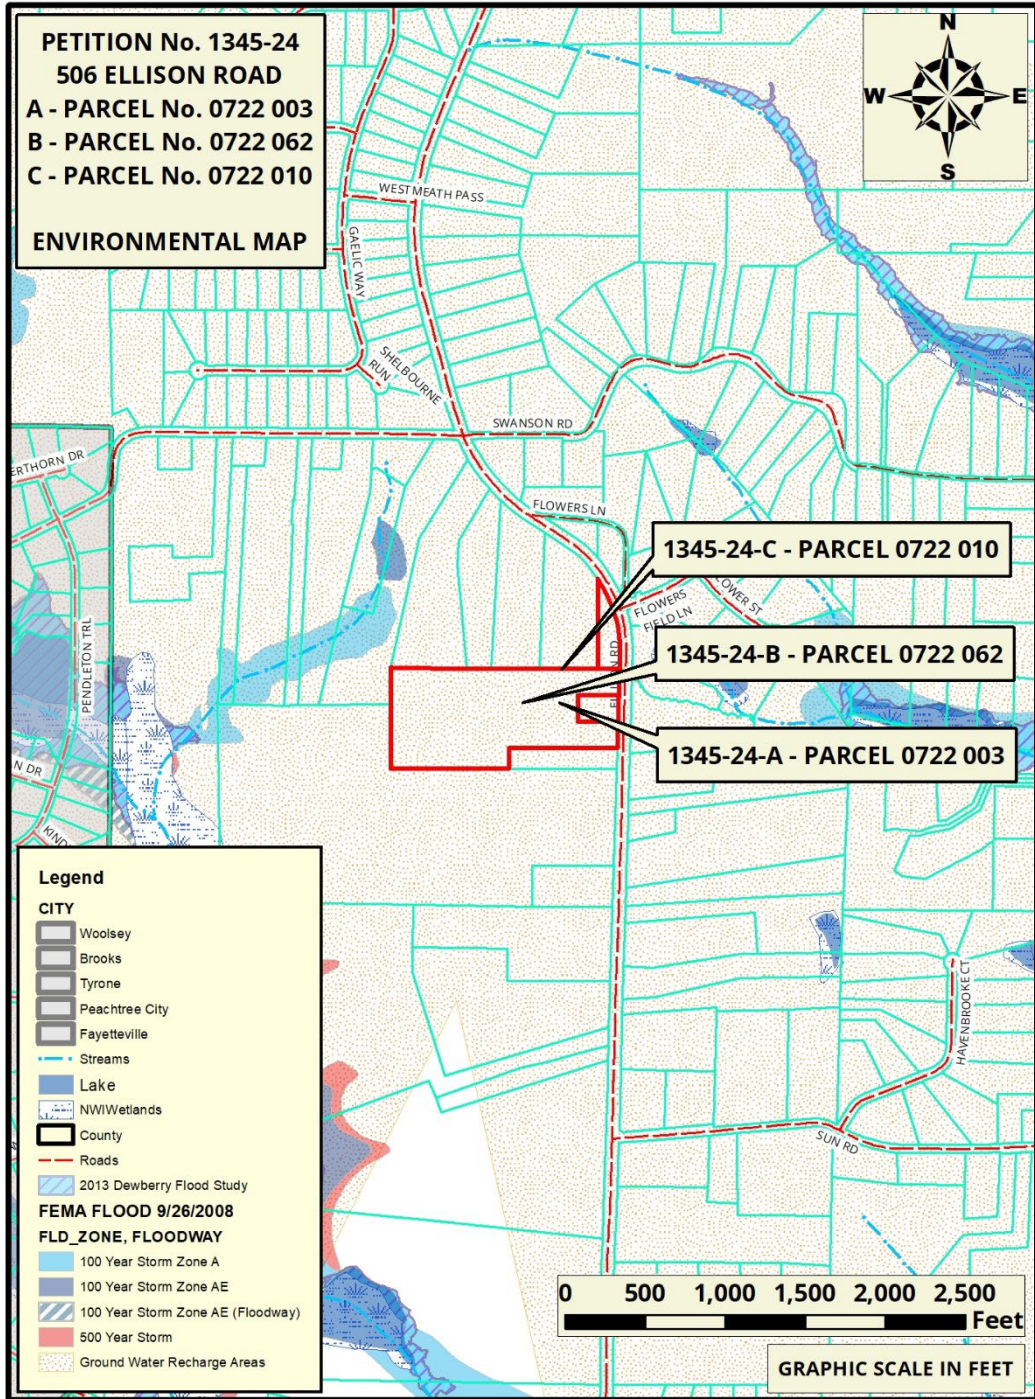 PETITION No. 1345-24
506 ELLISON ROAD
A - PARCEL No. 0722 003
B - PARCEL No. 0722 062
C - PARCEL No. 0722 010
ENVIRONMENTAL MAP
N
W
E
S
WESTMEATH PASS
GAELIC WAY
SHELBOURNE
RUN
SWANSON RD
ERTHORN DR
FLOWERS LN
1345-24-C - PARCEL 0722 010
LOWER ST
FLOWERS
FIELD LN
PENDLETON TRL
1345-24-B - PARCEL 0722 062
1345-24-A - PARCEL 0722 003
N DR
KIND
Legend
CITY
Woolsey
Brooks
Tyrone
Peachtree City
Fayetteville
Streams
Lake
NWIWetlands
County
Roads
2013 Dewberry Flood Study
FEMA FLOOD 9/26/2008
FLD_ZONE, FLOODWAY
100 Year Storm Zone A
100 Year Storm Zone AE
100 Year Storm Zone AE (Floodway)
500 Year Storm
Ground Water Recharge Areas
HAVENBROOKE CT
SUN RD
0 500 1,000 1,500 2,000 2,500
Feet
GRAPHIC SCALE IN FEET